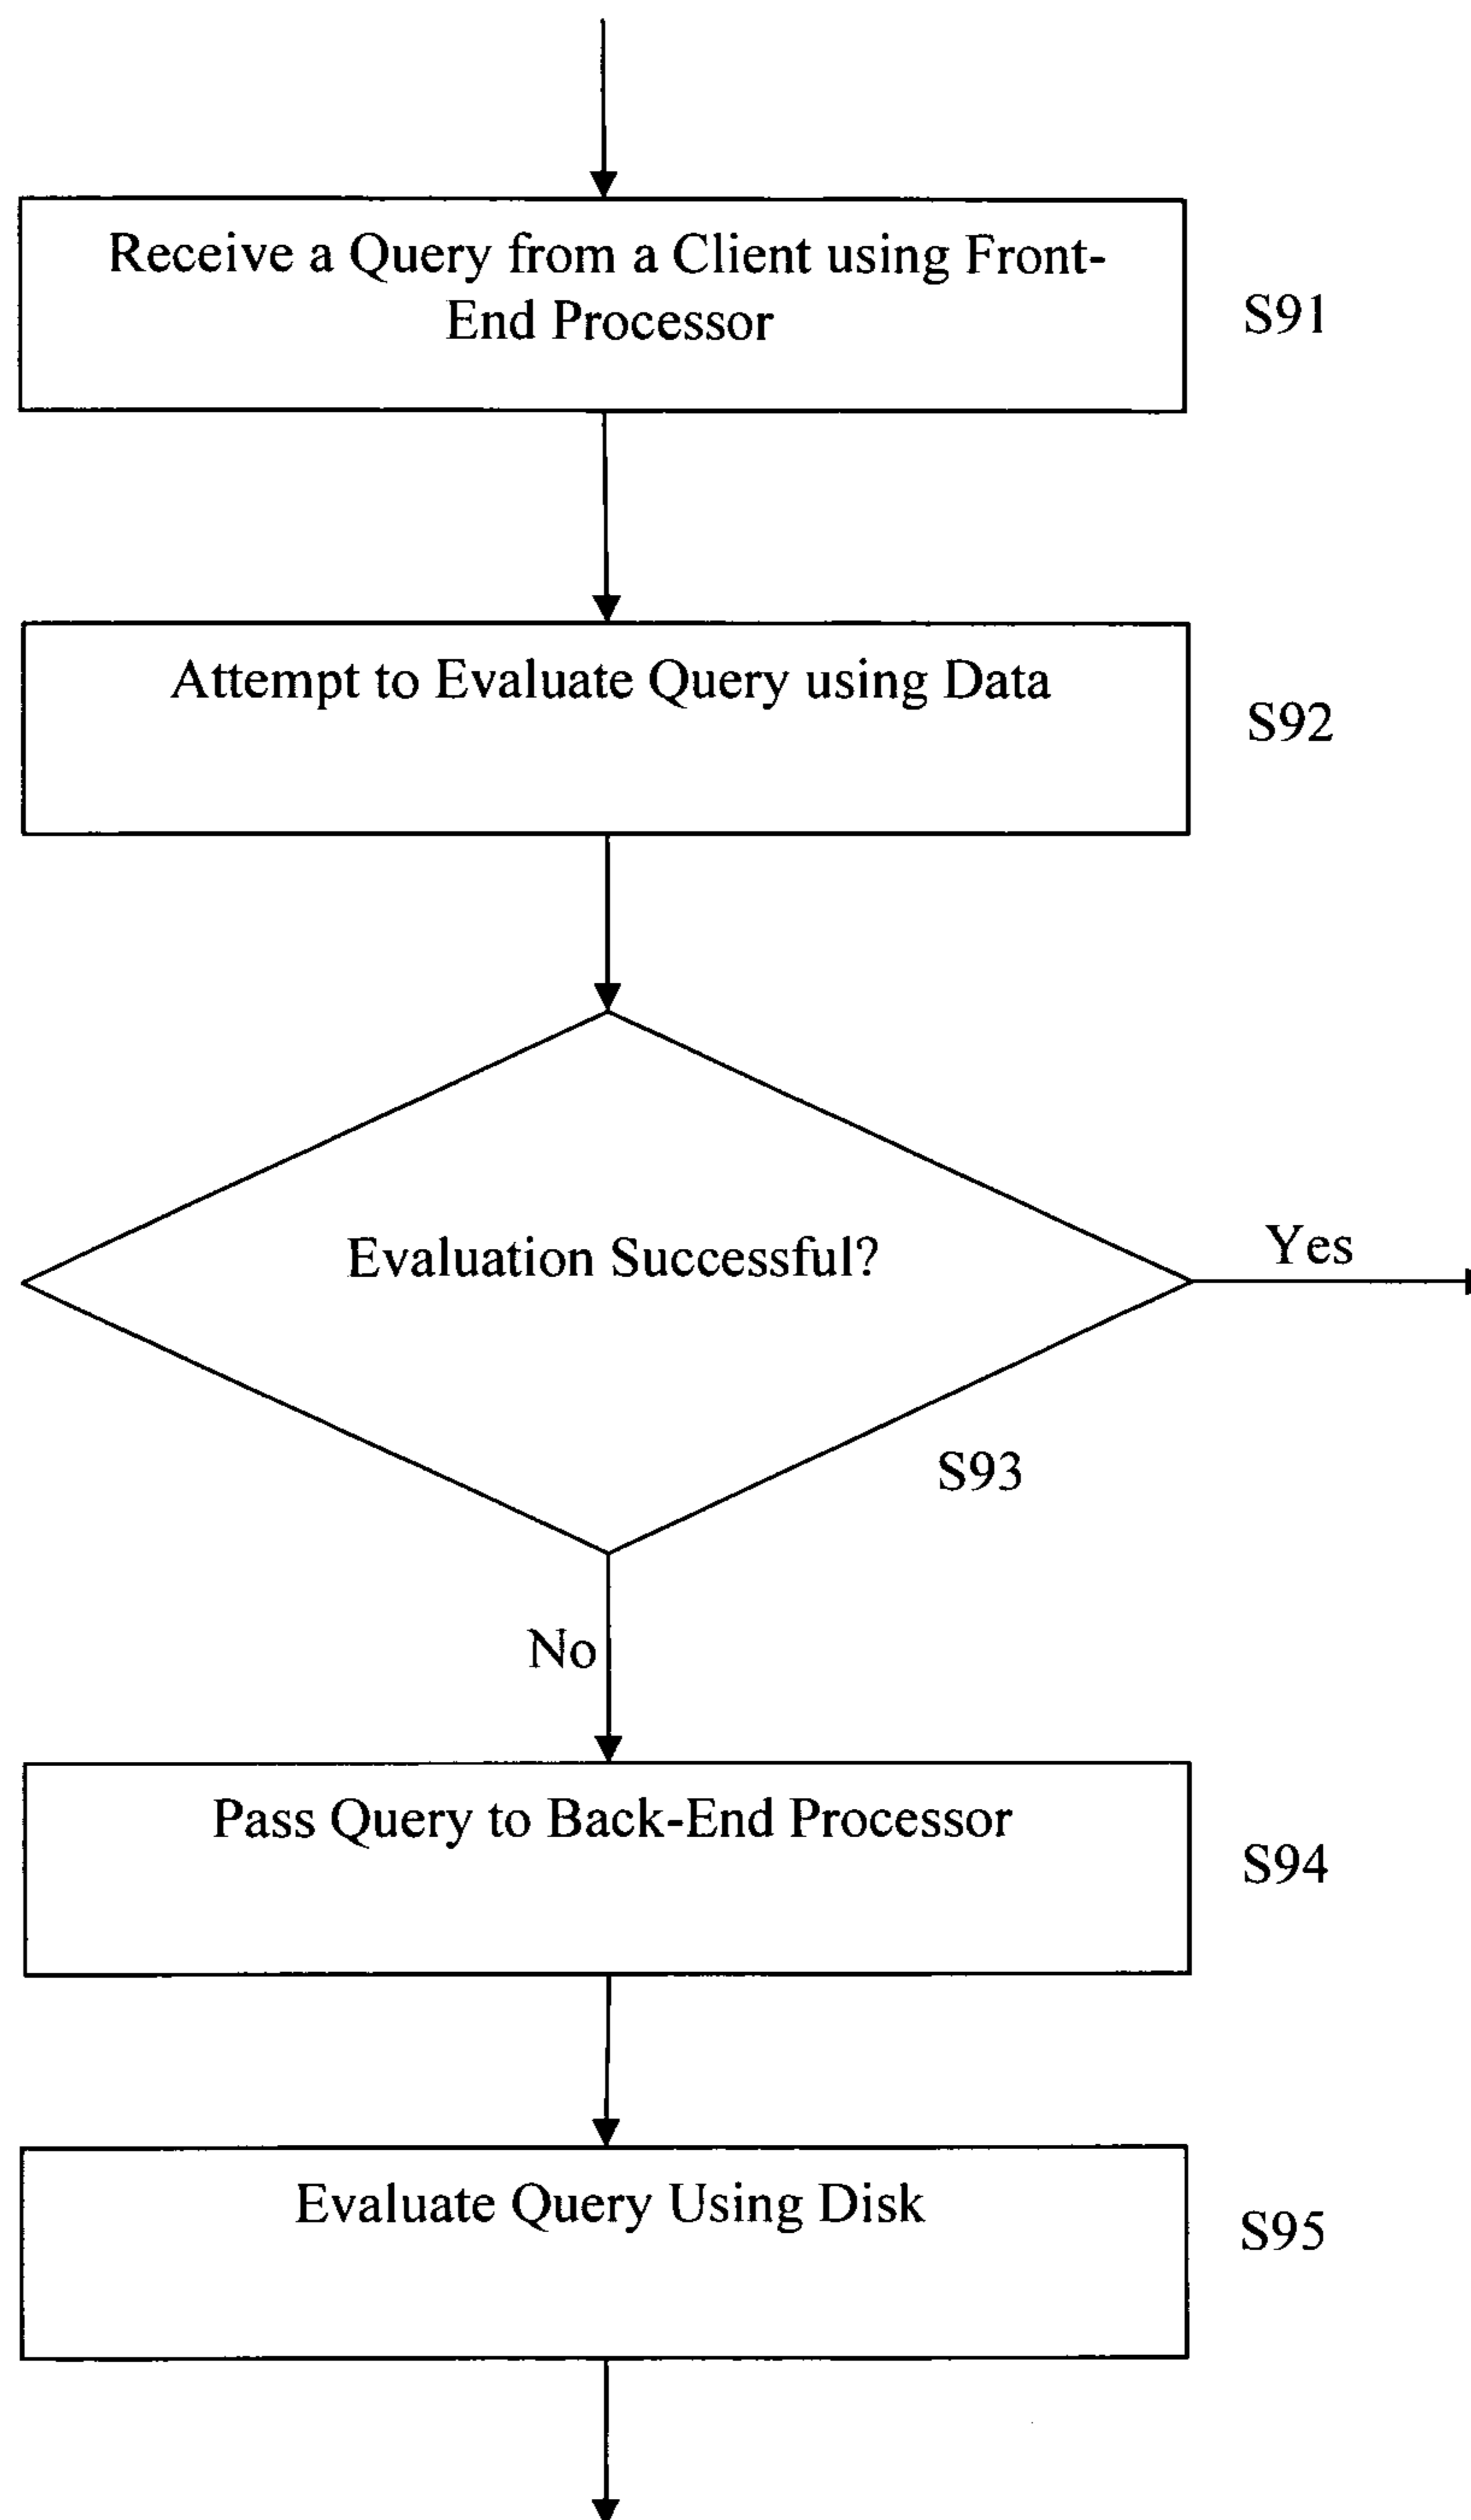 Receive a Query from a Client using Front-
End Processor
S91
Attempt to Evaluate Query using Data
S92
Evaluation Successful?
Yes
S93
No
Pass Query to Back-End Processor
S94
Evaluate Query Using Disk
S95